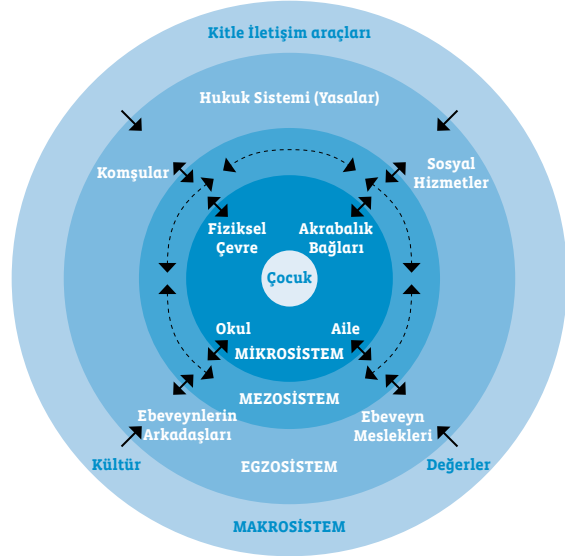 Kitle İletişim araçları
Hukuk Sistemi (Yasalar)
Komşular
Sosyal
Hizmetler
Fiziksel
Çevre
Akrabalık
Bağları
Çocuk
Okul
Aile
MİKROSİSTEM
MEZOSİSTEM
Ebeveynlerin
Arkadaşları
Ebeveyn
Meslekleri
Kültür
EGZOSİSTEM
Değerler
MAKROSİSTEM